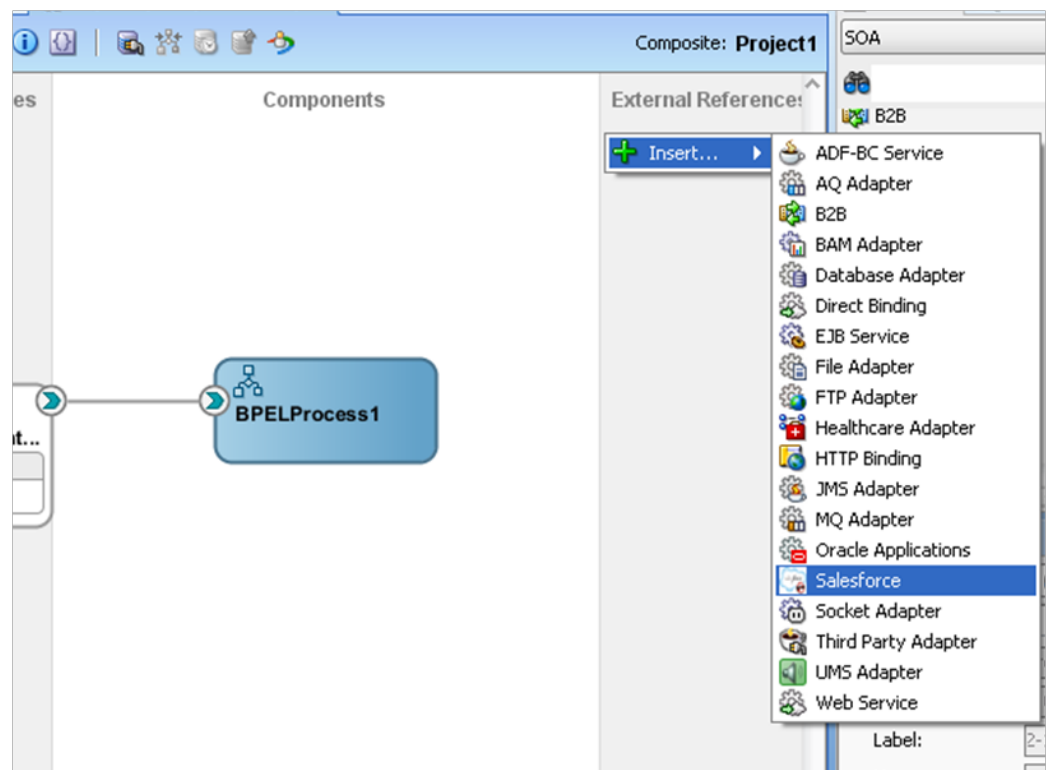 Composite: Project1
SOA
es
Components
External References
B2B
Insert...
ADF-BC Service
AQ Adapter
B2B
BAM Adapter
Database Adapter
Direct Binding
EJB Service
File Adapter
FTP Adapter
Healthcare Adapter
HTTP Binding
JMS Adapter
MQ Adapter
Oracle Applications
Salesforce
Socket Adapter
Third Party Adapter
UMS Adapter
Web Service
BPELProcess1
t...
Label:
2-